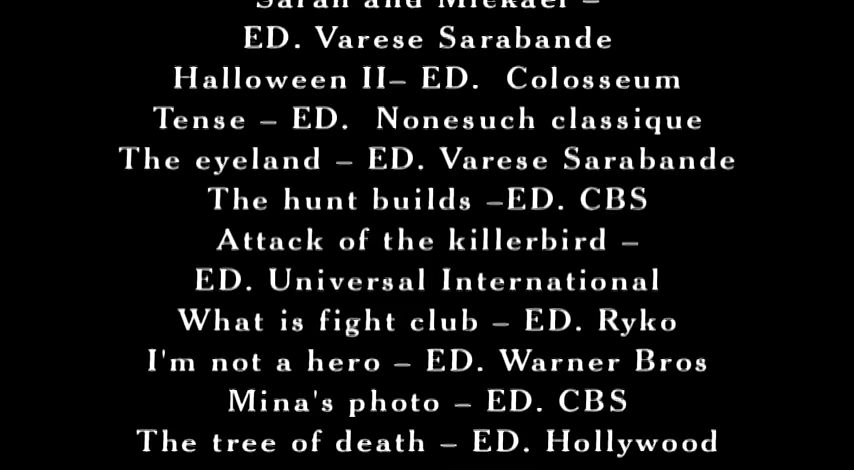 Sarah and Mickael –
ED. Varese Sarabande
Halloween II– ED. Colosseum
Tense – ED. Nonesuch classique
The eyeland – ED. Varese Sarabande
The hunt builds –ED. CBS
Attack of the killerbird –
ED. Universal International
What is fight club – ED. Ryko
I'm not a hero – ED. Warner Bros
Mina's photo – ED. CBS
The tree of death – ED. Hollywood